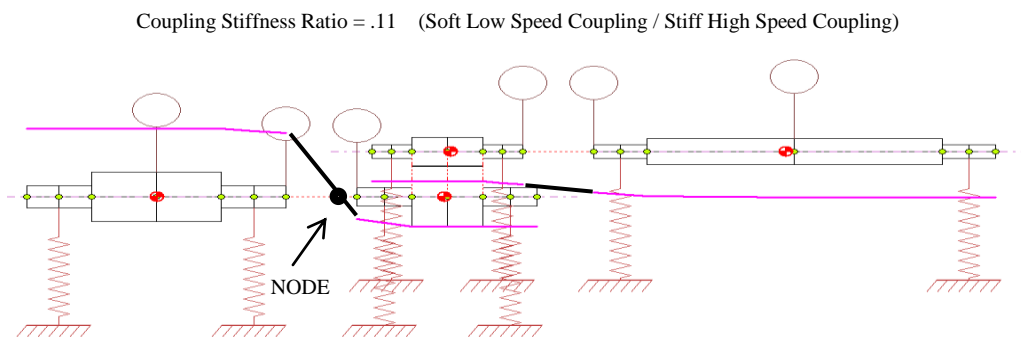 Coupling Stiffness Ratio = .11 (Soft Low Speed Coupling / Stiff High Speed Coupling)
NODE